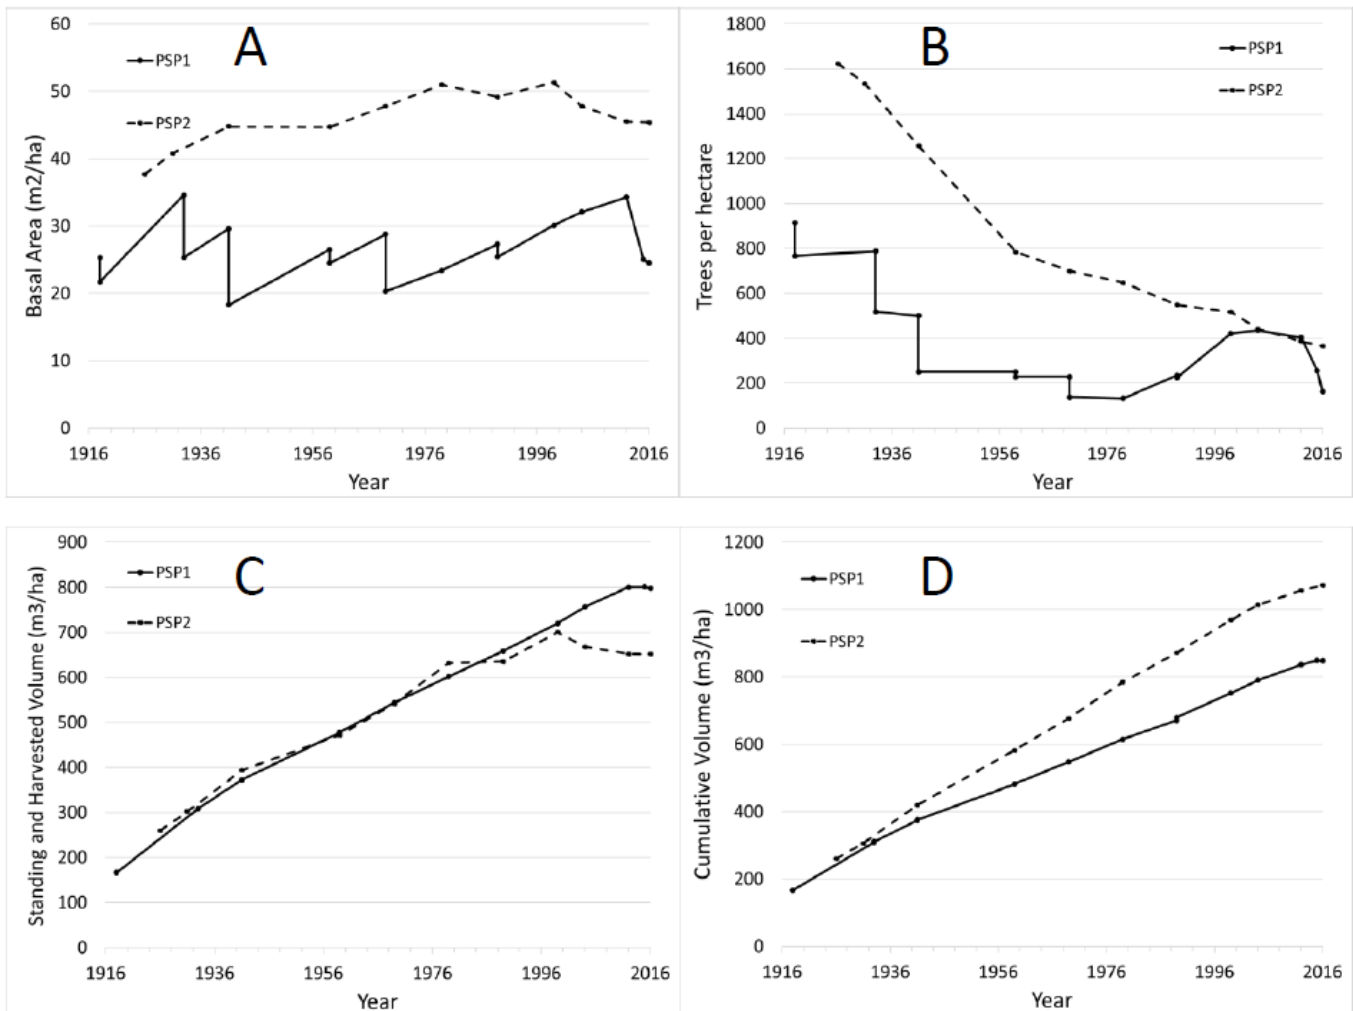 A
Basal Area (m2/ha)
60
50
40
30
20
10
0
PSP1
PSP2
1916 1936 1956 1976 1996 2016
Year
B
Trees per hectare
1800
1600
1400
1200
1000
800
600
400
200
0
PSP1
PSP2
1916 1936 1956 1976 1996 2016
Year
C
Standing and Harvested Volume (m3/ha)
900
800
700
600
500
400
300
200
100
0
PSP1
PSP2
1916 1936 1956 1976 1996 2016
Year
D
Cumulative Volume (m3/ha)
1200
1000
800
600
400
200
0
PSP1
PSP2
1916 1936 1956 1976 1996 2016
Year